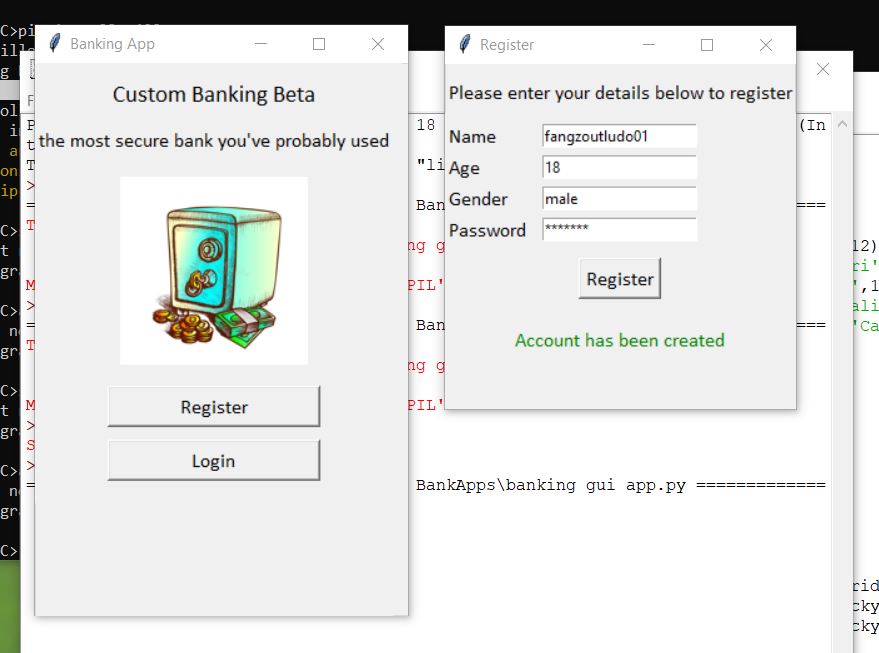 Banking App
Custom Banking Beta
the most secure bank you've probably used
Register
Login
Register
Please enter your details below to register
Name fangzoutludo01
Age 18
Gender male
Password *******
Register
Account has been created
18
(In
"li
Ban
===
ng g
PIL'
Ban
===
ng g
PIL'
BankApps\banking gui app.py =============
C>pi
C>
C>
C>
C>
C>
12)
ri'
',1
ali
'Ca
rid
cky
cky